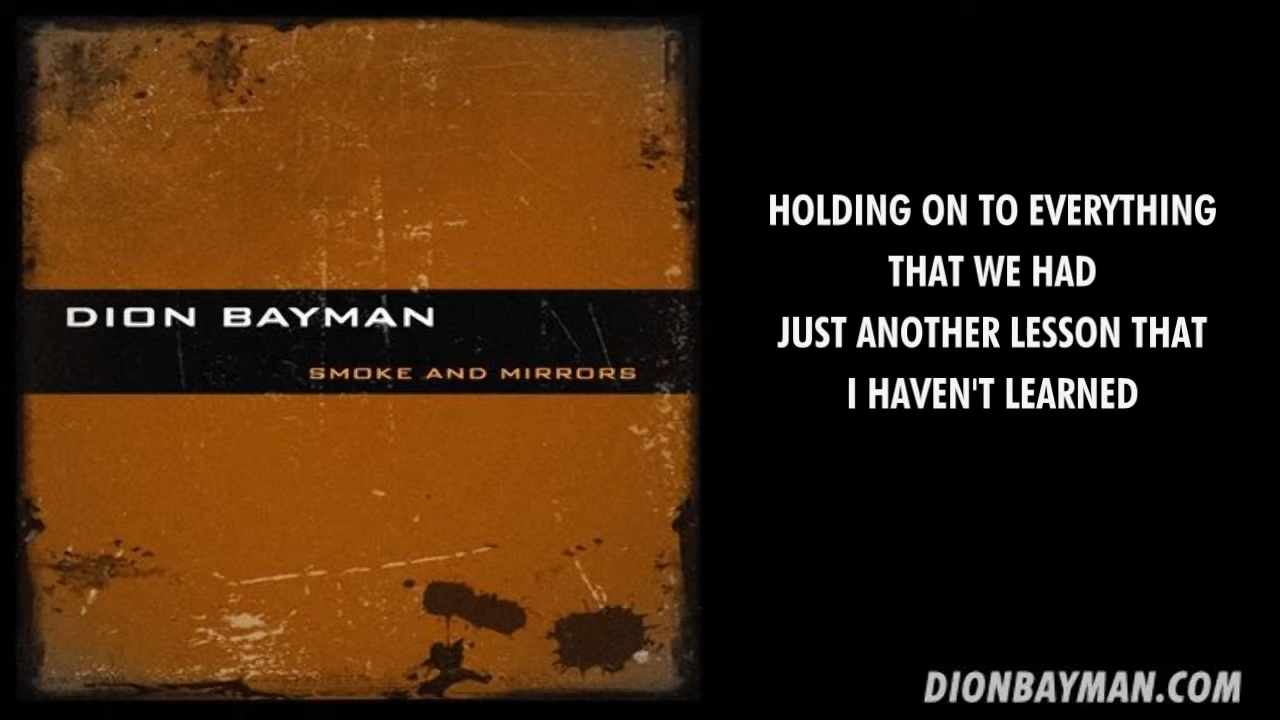 DION BAYMAN
SMOKE AND MIRRORS
HOLDING ON TO EVERYTHING
THAT WE HAD
JUST ANOTHER LESSON THAT
I HAVEN'T LEARNED
DIONBAYMAN.COM